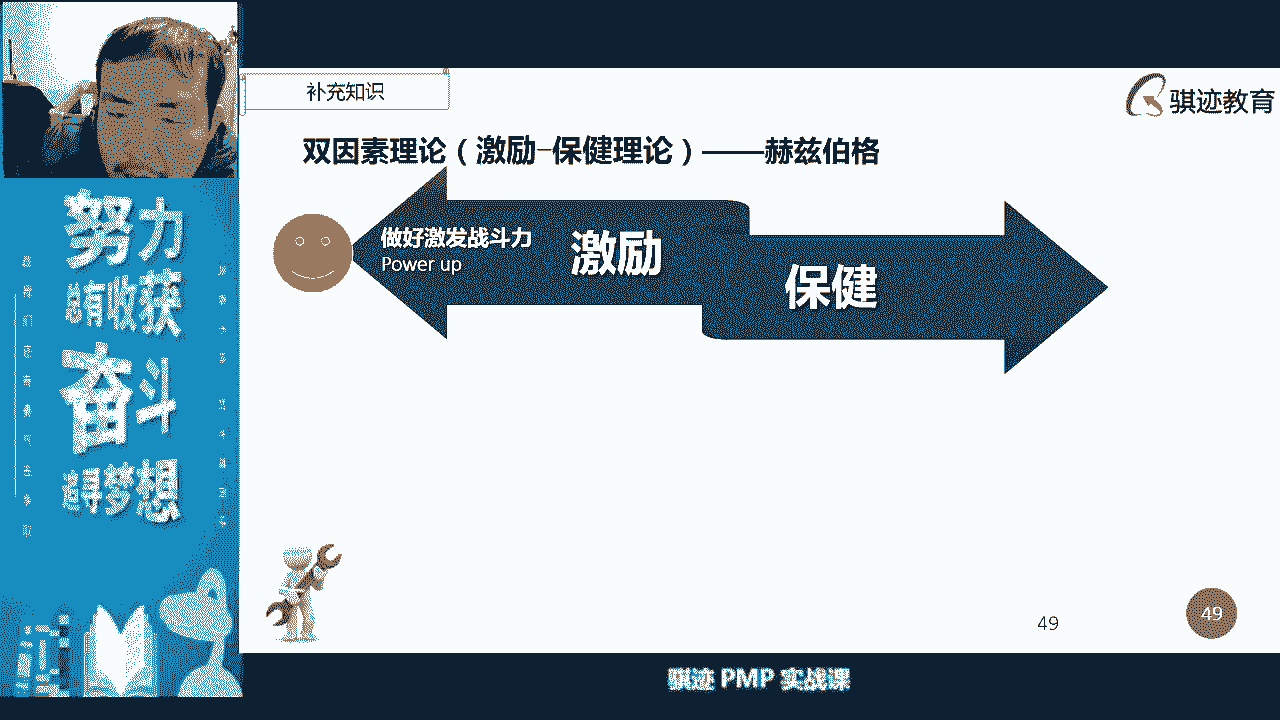 补充知识
骐迹教育
双因素理论（激励-保健理论）——赫兹伯格
做好激发战斗力
Power up
激励
保健
努力
总有收获
奋斗
追寻梦想
49
49
骐迹 PMP 实战课